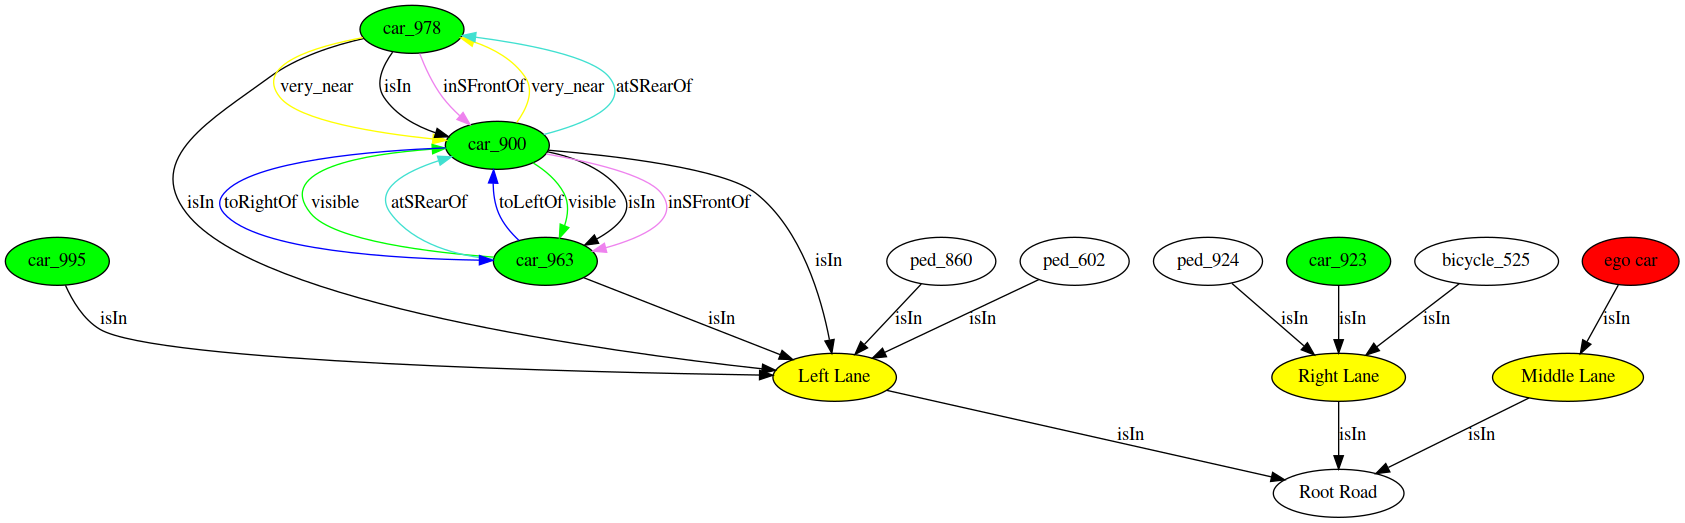 car_978
very_near
isIn
inSFrontOf
very_near
atSRearOf
car_900
isIn
toRightOf
visible
atSRearOf
toLeftOf
visible
isIn
inSFrontOf
car_995
car_963
isIn
ped_860
ped_602
ped_924
car_923
bicycle_525
ego car
isIn
isIn
isIn
isIn
isIn
isIn
isIn
isIn
Left Lane
Right Lane
Middle Lane
isIn
isIn
isIn
Root Road